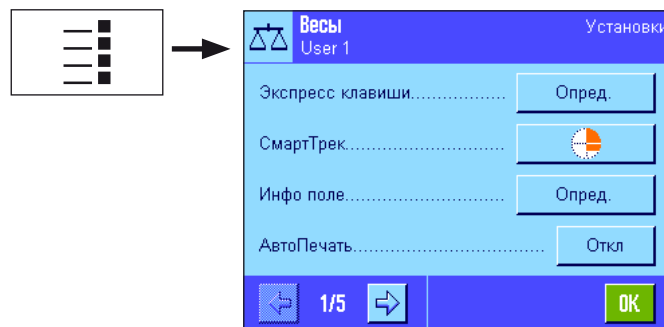 Весы Установки
User 1
Экспресс клавиши................. Опред.
СмартТрек.............................
Инфо поле............................. Опред.
АвтоПечать................................... Откл
1/5 OK